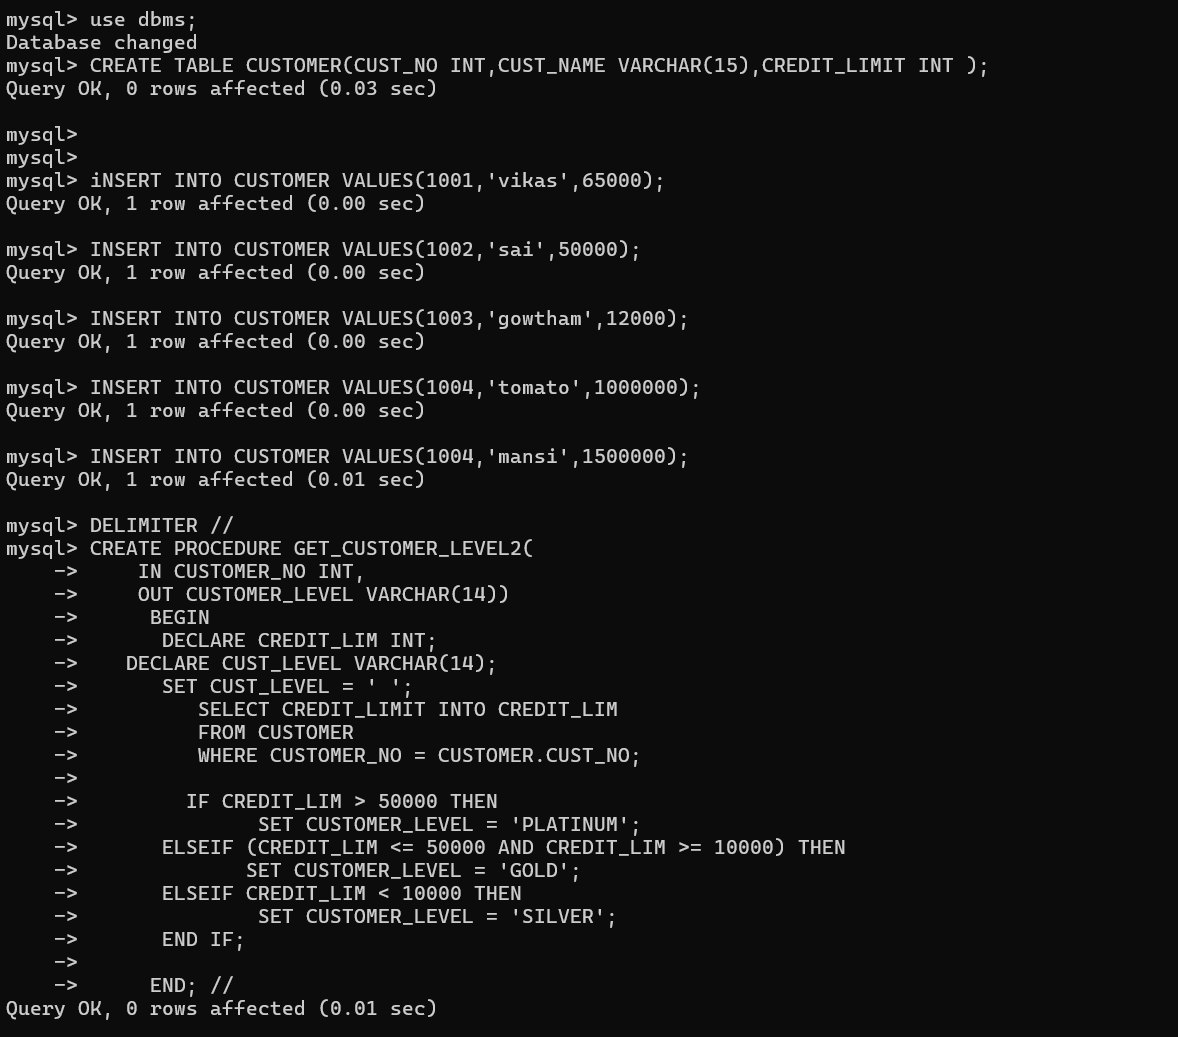 mysql> use dbms;
Database changed
mysql> CREATE TABLE CUSTOMER(CUST_NO INT,CUST_NAME VARCHAR(15),CREDIT_LIMIT INT );
Query OK, 0 rows affected (0.03 sec)
mysql>
mysql>
mysql> iNSERT INTO CUSTOMER VALUES(1001,'vikas',65000);
Query OK, 1 row affected (0.00 sec)
mysql> INSERT INTO CUSTOMER VALUES(1002,'sai',50000);
Query OK, 1 row affected (0.00 sec)
mysql> INSERT INTO CUSTOMER VALUES(1003,'gowtham',12000);
Query OK, 1 row affected (0.00 sec)
mysql> INSERT INTO CUSTOMER VALUES(1004,'tomato',1000000);
Query OK, 1 row affected (0.00 sec)
mysql> INSERT INTO CUSTOMER VALUES(1004,'mansi',1500000);
Query OK, 1 row affected (0.01 sec)
mysql> DELIMITER //
mysql> CREATE PROCEDURE GET_CUSTOMER_LEVEL2(
    ->     IN CUSTOMER_NO INT,
    ->     OUT CUSTOMER_LEVEL VARCHAR(14))
    ->      BEGIN
    ->       DECLARE CREDIT_LIM INT;
    ->    DECLARE CUST_LEVEL VARCHAR(14);
    ->       SET CUST_LEVEL = ' ';
    ->          SELECT CREDIT_LIMIT INTO CREDIT_LIM
    ->          FROM CUSTOMER
    ->          WHERE CUSTOMER_NO = CUSTOMER.CUST_NO;
    ->
    ->         IF CREDIT_LIM > 50000 THEN
    ->               SET CUSTOMER_LEVEL = 'PLATINUM';
    ->       ELSEIF (CREDIT_LIM <= 50000 AND CREDIT_LIM >= 10000) THEN
    ->              SET CUSTOMER_LEVEL = 'GOLD';
    ->       ELSEIF CREDIT_LIM < 10000 THEN
    ->               SET CUSTOMER_LEVEL = 'SILVER';
    ->       END IF;
    ->
    ->      END; //
Query OK, 0 rows affected (0.01 sec)